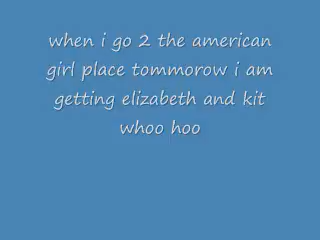 when i go 2 the american
girl place tommorow i am
getting elizabeth and kit
whoo hoo